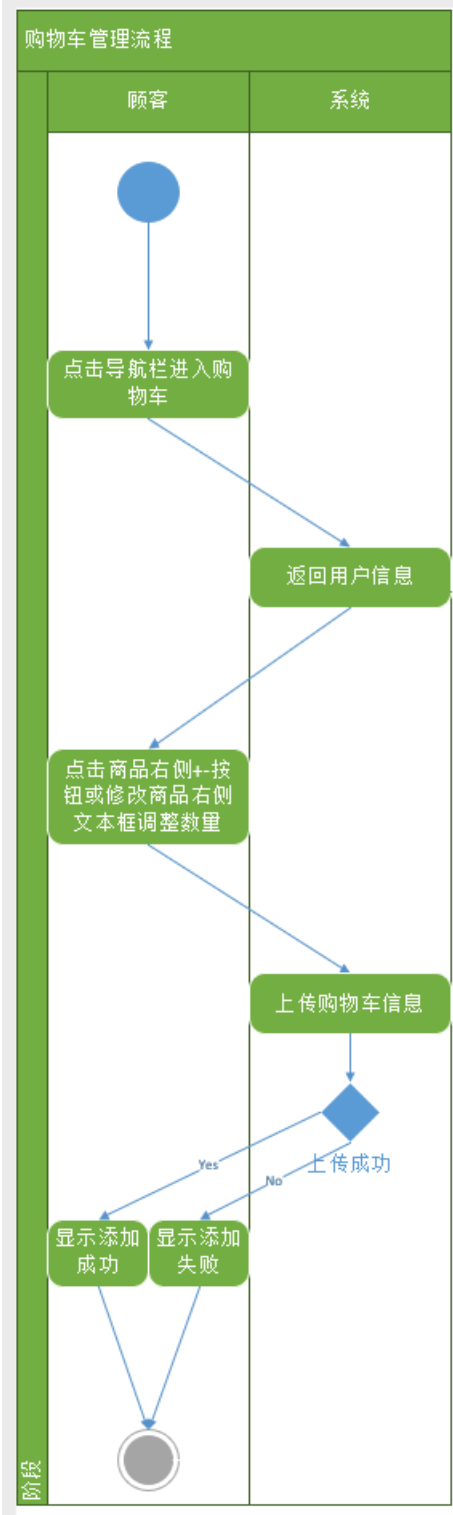 购物车管理流程
顾客
系统
点击导航栏进入购
物车
返回用户信息
点击商品右侧+-按
钮或修改商品右侧
文本框调整数量
上传购物车信息
上传成功
Yes
No
显示添加
成功
显示添加
失败
阶段